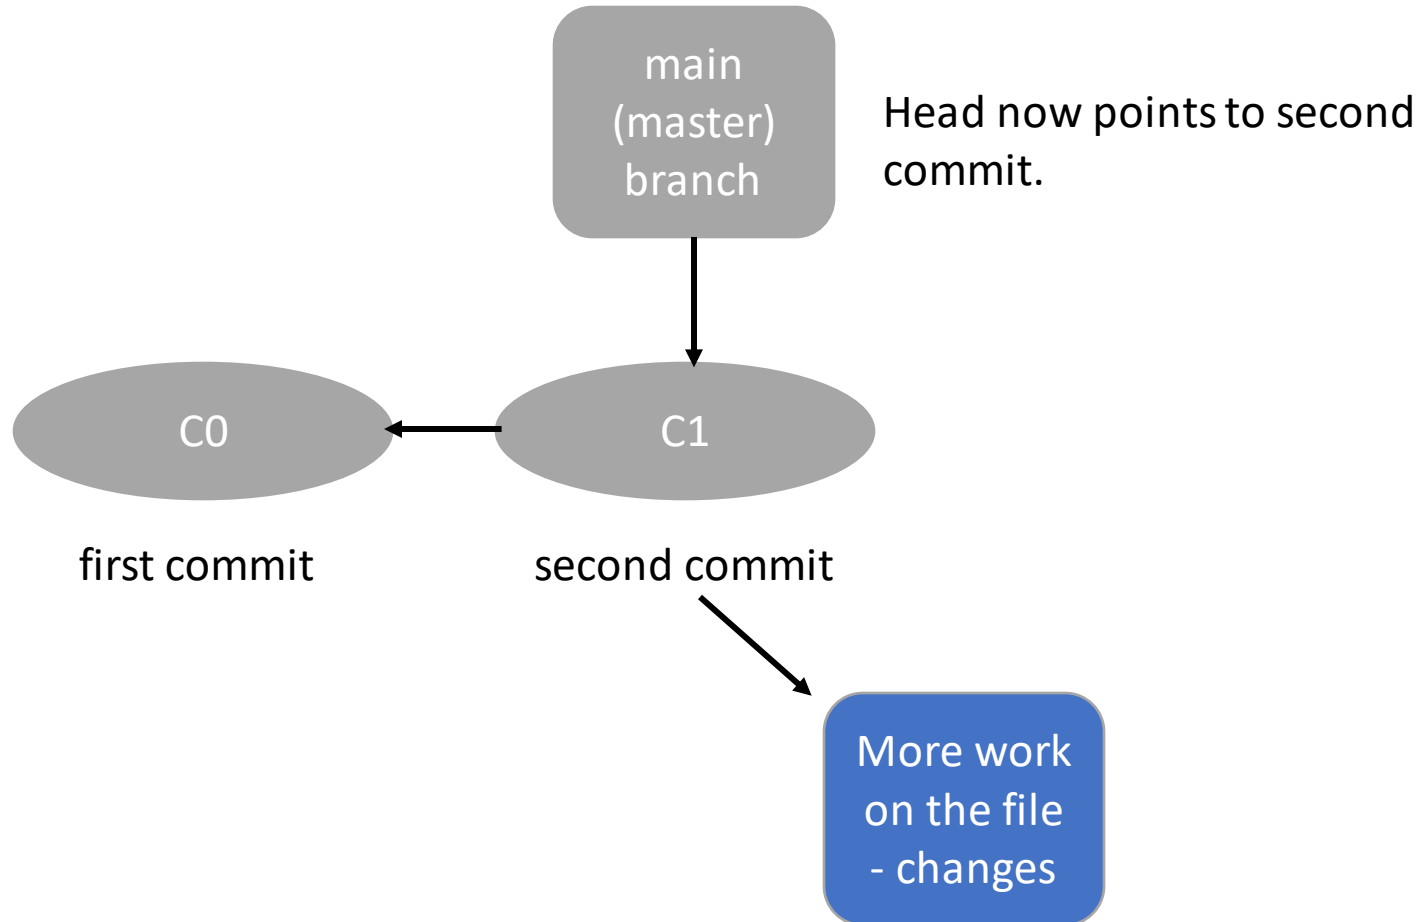 main
(master)
branch
Head now points to second
commit.
C0
C1
first commit
second commit
More work
on the file
- changes